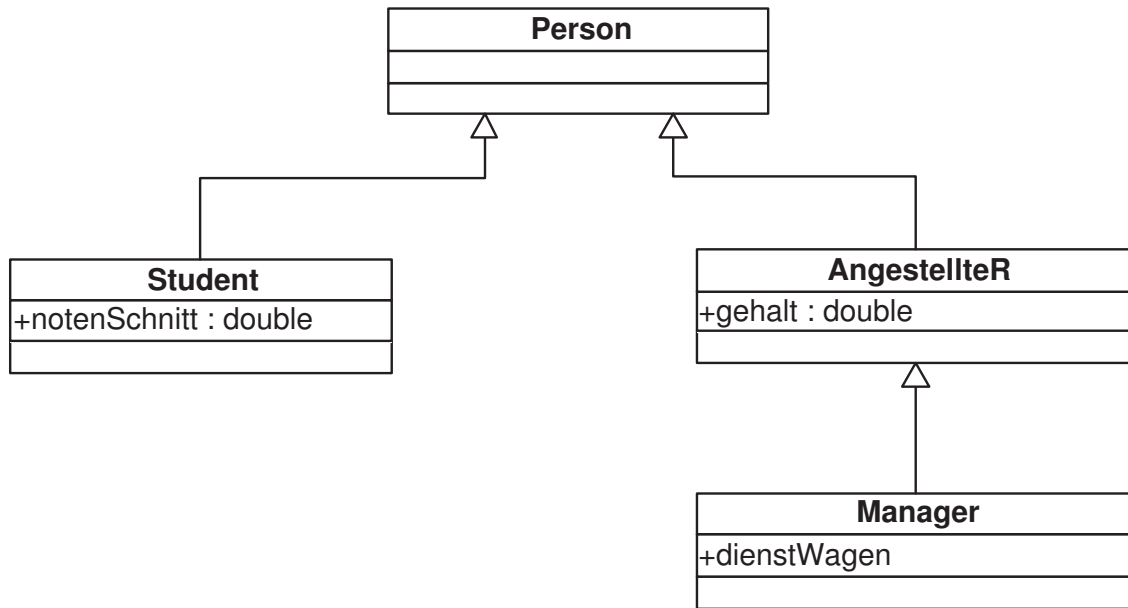 Person
Student
+notenSchnitt : double
AngestellteR
+gehalt : double
Manager
+dienstWagen